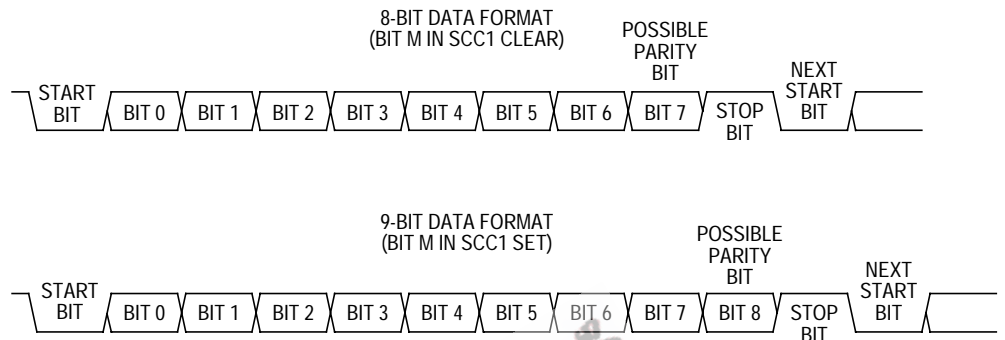 8-BIT DATA FORMAT
(BIT M IN SCC1 CLEAR)
POSSIBLE
PARITY
BIT
NEXT
START
BIT
START
BIT
BIT 0 BIT 1 BIT 2 BIT 3 BIT 4 BIT 5 BIT 6 BIT 7
STOP
BIT
9-BIT DATA FORMAT
(BIT M IN SCC1 SET)
POSSIBLE
PARITY
BIT
NEXT
START
BIT
START
BIT
BIT 0 BIT 1 BIT 2 BIT 3 BIT 4 BIT 5 BIT 6 BIT 7 BIT 8
STOP
BIT